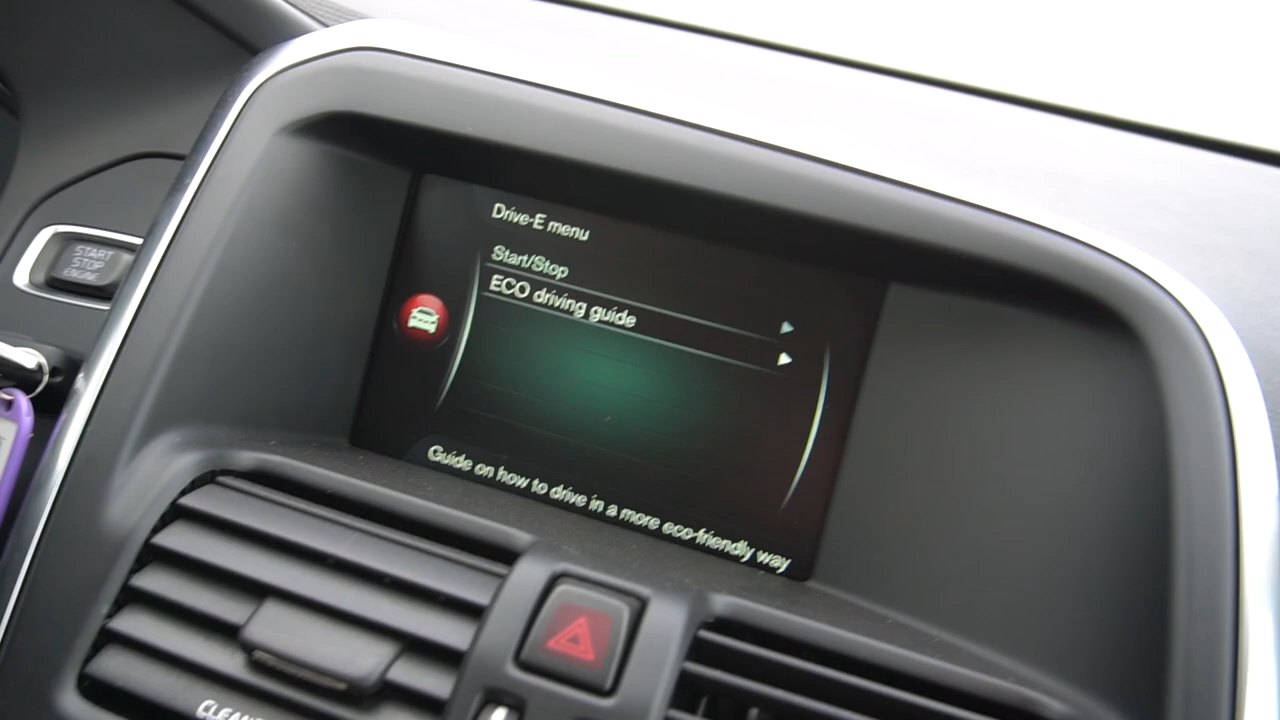 Drive-E menu
Start/Stop
ECO driving guide
Guide on how to drive in a more eco-friendly way
START
STOP
ENGINE